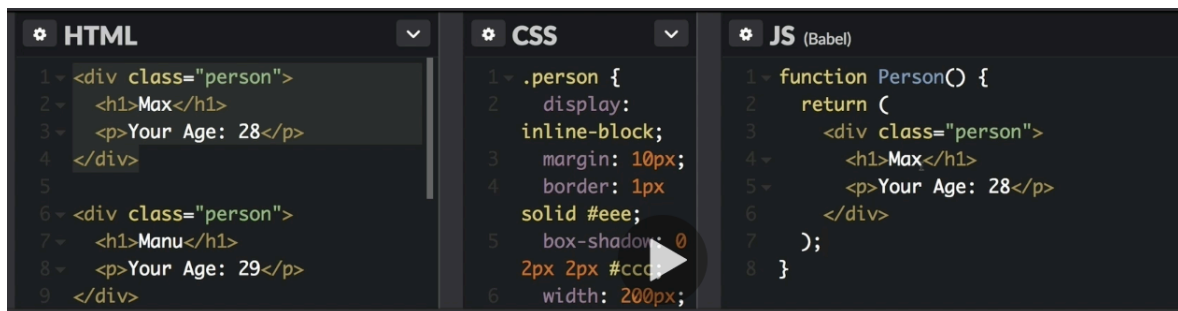 HTML
1 <div class="person">
2 <h1>Max</h1>
3 <p>Your Age: 28</p>
4 </div>
5
6 <div class="person">
7 <h1>Manu</h1>
8 <p>Your Age: 29</p>
9 </div>
CSS
1 .person {
2 display:
inline-block;
3 margin: 10px;
4 border: 1px
solid #eee;
5 box-shadow: 0
2px 2px #ccc;
6 width: 200px;
JS (Babel)
1 function Person() {
2 return (
3 <div class="person">
4 <h1>Max</h1>
5 <p>Your Age: 28</p>
6 </div>
7 );
8 }